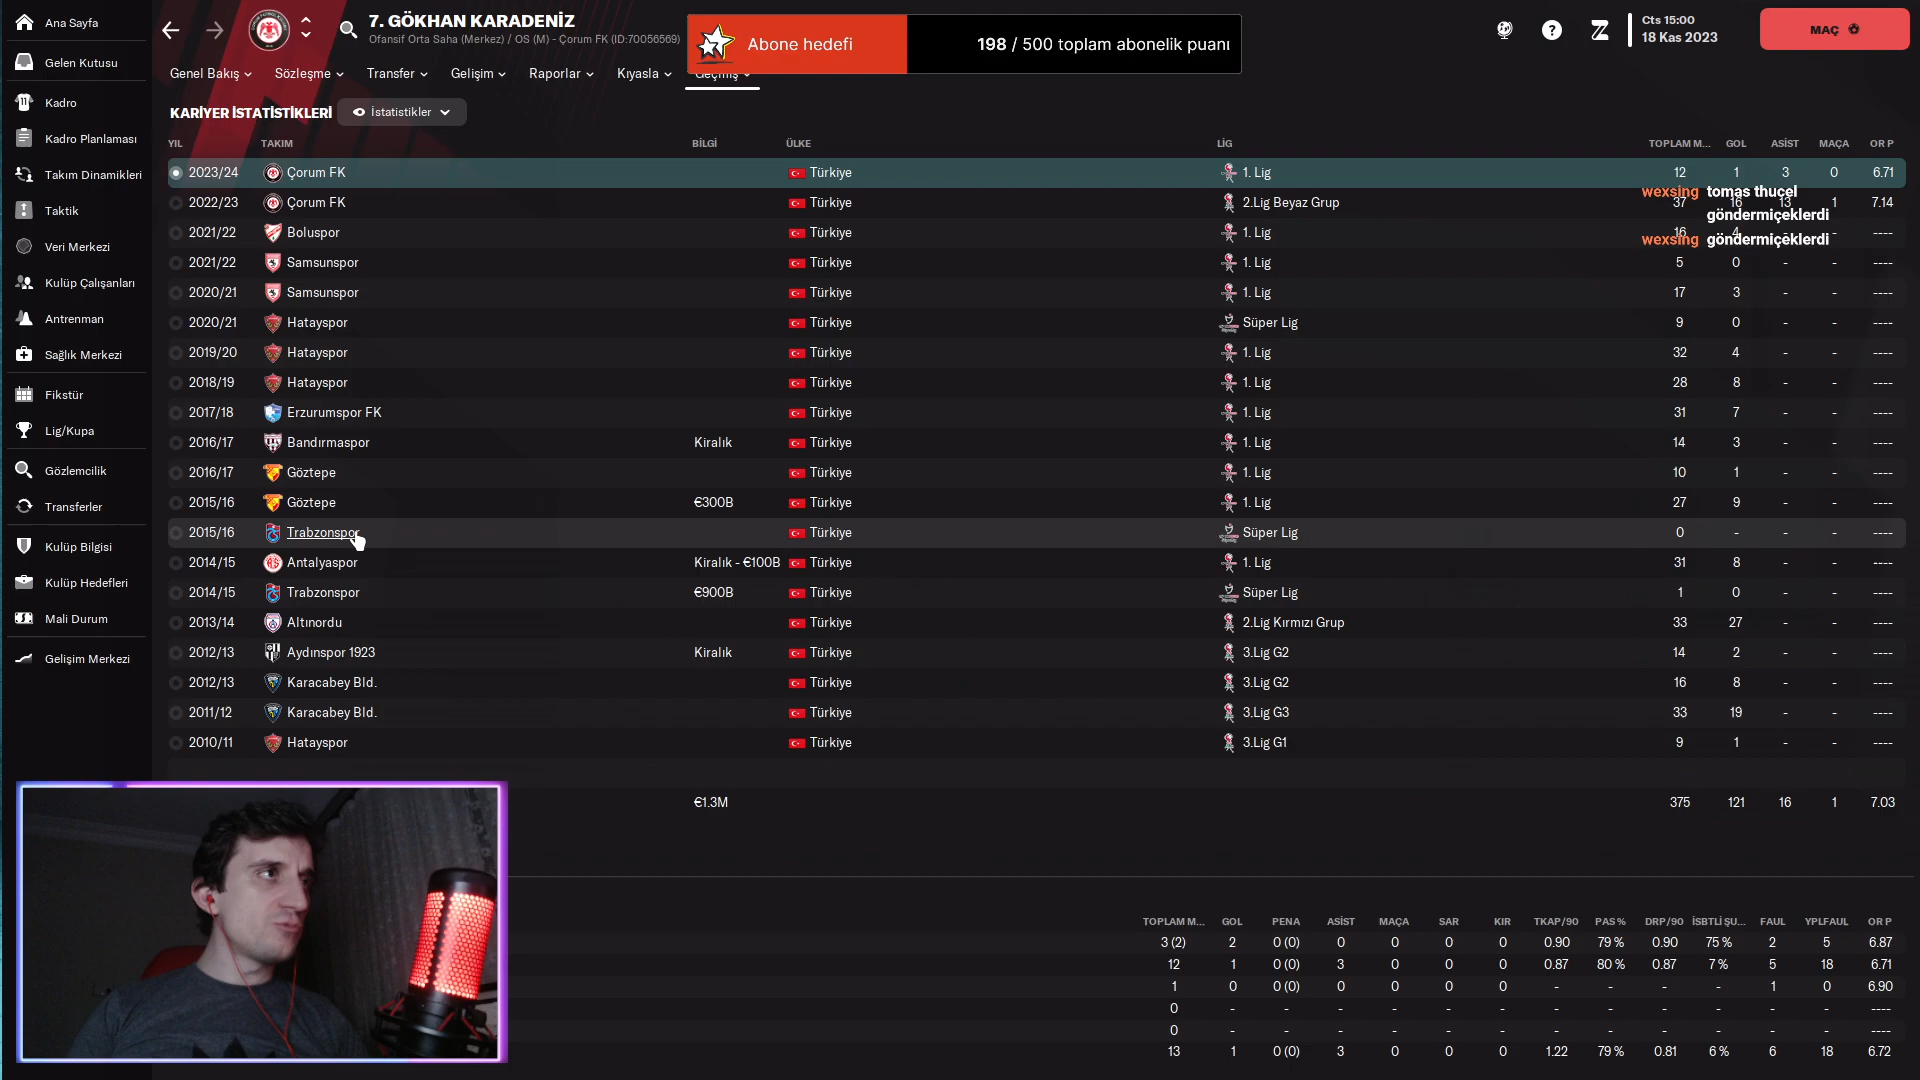 Ana Sayfa
Gelen Kutusu
Kadro
Kadro Planlaması
Takım Dinamikleri
Taktik
Veri Merkezi
Kulüp Çalışanları
Antrenman
Sağlık Merkezi
Fikstür
Lig/Kupa
Gözlemcilik
Transferler
Kulüp Bilgisi
Kulüp Hedefleri
Mali Durum
Gelişim Merkezi
7. GÖKHAN KARADENİZ
Ofansif Orta Saha (Merkez) / OS (M) - Çorum FK (ID:70056569)
Abone hedefi 198 / 500 toplam abonelik puanı
Cts 15:00
18 Kas 2023
MAÇ
Genel Bakış Sözleşme Transfer Gelişim Raporlar Kıyasla Geçmiş
KARİYER İSTATİSTİKLERİ İstatistikler
YIL TAKIM BİLGİ ÜLKE LİG TOPLAM M... GOL ASİST MAÇA OR P
2023/24 Çorum FK Türkiye 1. Lig 12 1 3 0 6.71
wexsing tomas thucel
göndermiçeklerdi
2022/23 Çorum FK Türkiye 2.Lig Beyaz Grup 37 16 13 1 7.14
2021/22 Boluspor Türkiye 1. Lig 16 4 - - ----
wexsing göndermiçeklerdi
2021/22 Samsunspor Türkiye 1. Lig 5 0 - - ----
2020/21 Samsunspor Türkiye 1. Lig 17 3 - - ----
2020/21 Hatayspor Türkiye Süper Lig 9 0 - - ----
2019/20 Hatayspor Türkiye 1. Lig 32 4 - - ----
2018/19 Hatayspor Türkiye 1. Lig 28 8 - - ----
2017/18 Erzurumspor FK Türkiye 1. Lig 31 7 - - ----
2016/17 Bandırmaspor Kiralık Türkiye 1. Lig 14 3 - - ----
2016/17 Göztepe Türkiye 1. Lig 10 1 - - ----
2015/16 Göztepe €300B Türkiye 1. Lig 27 9 - - ----
2015/16 Trabzonspor Türkiye Süper Lig 0 - - - ----
2014/15 Antalyaspor Kiralık - €100B Türkiye 1. Lig 31 8 - - ----
2014/15 Trabzonspor €900B Türkiye Süper Lig 1 0 - - ----
2013/14 Altınordu Türkiye 2.Lig Kırmızı Grup 33 27 - - ----
2012/13 Aydınspor 1923 Kiralık Türkiye 3.Lig G2 14 2 - - ----
2012/13 Karacabey Bld. Türkiye 3.Lig G2 16 8 - - ----
2011/12 Karacabey Bld. Türkiye 3.Lig G3 33 19 - - ----
2010/11 Hatayspor Türkiye 3.Lig G1 9 1 - - ----
€1.3M 375 121 16 1 7.03
TOPLAM M... GOL PENA ASİST MAÇA SAR KIR TKAP/90 PAS % DRP/90 İSBTLİ ŞU... FAUL YPLFAUL OR P
3 (2) 2 0 (0) 0 0 0 0 0.90 79 % 0.90 75 % 2 5 6.87
12 1 0 (0) 3 0 0 0 0.87 80 % 0.87 7 % 5 18 6.71
1 0 0 (0) 0 0 0 0 - - - - 1 0 6.90
0 - - - - - - - - - - - - ----
0 - - - - - - - - - - - - ----
13 1 0 (0) 3 0 0 0 1.22 79 % 0.81 6 % 6 18 6.72